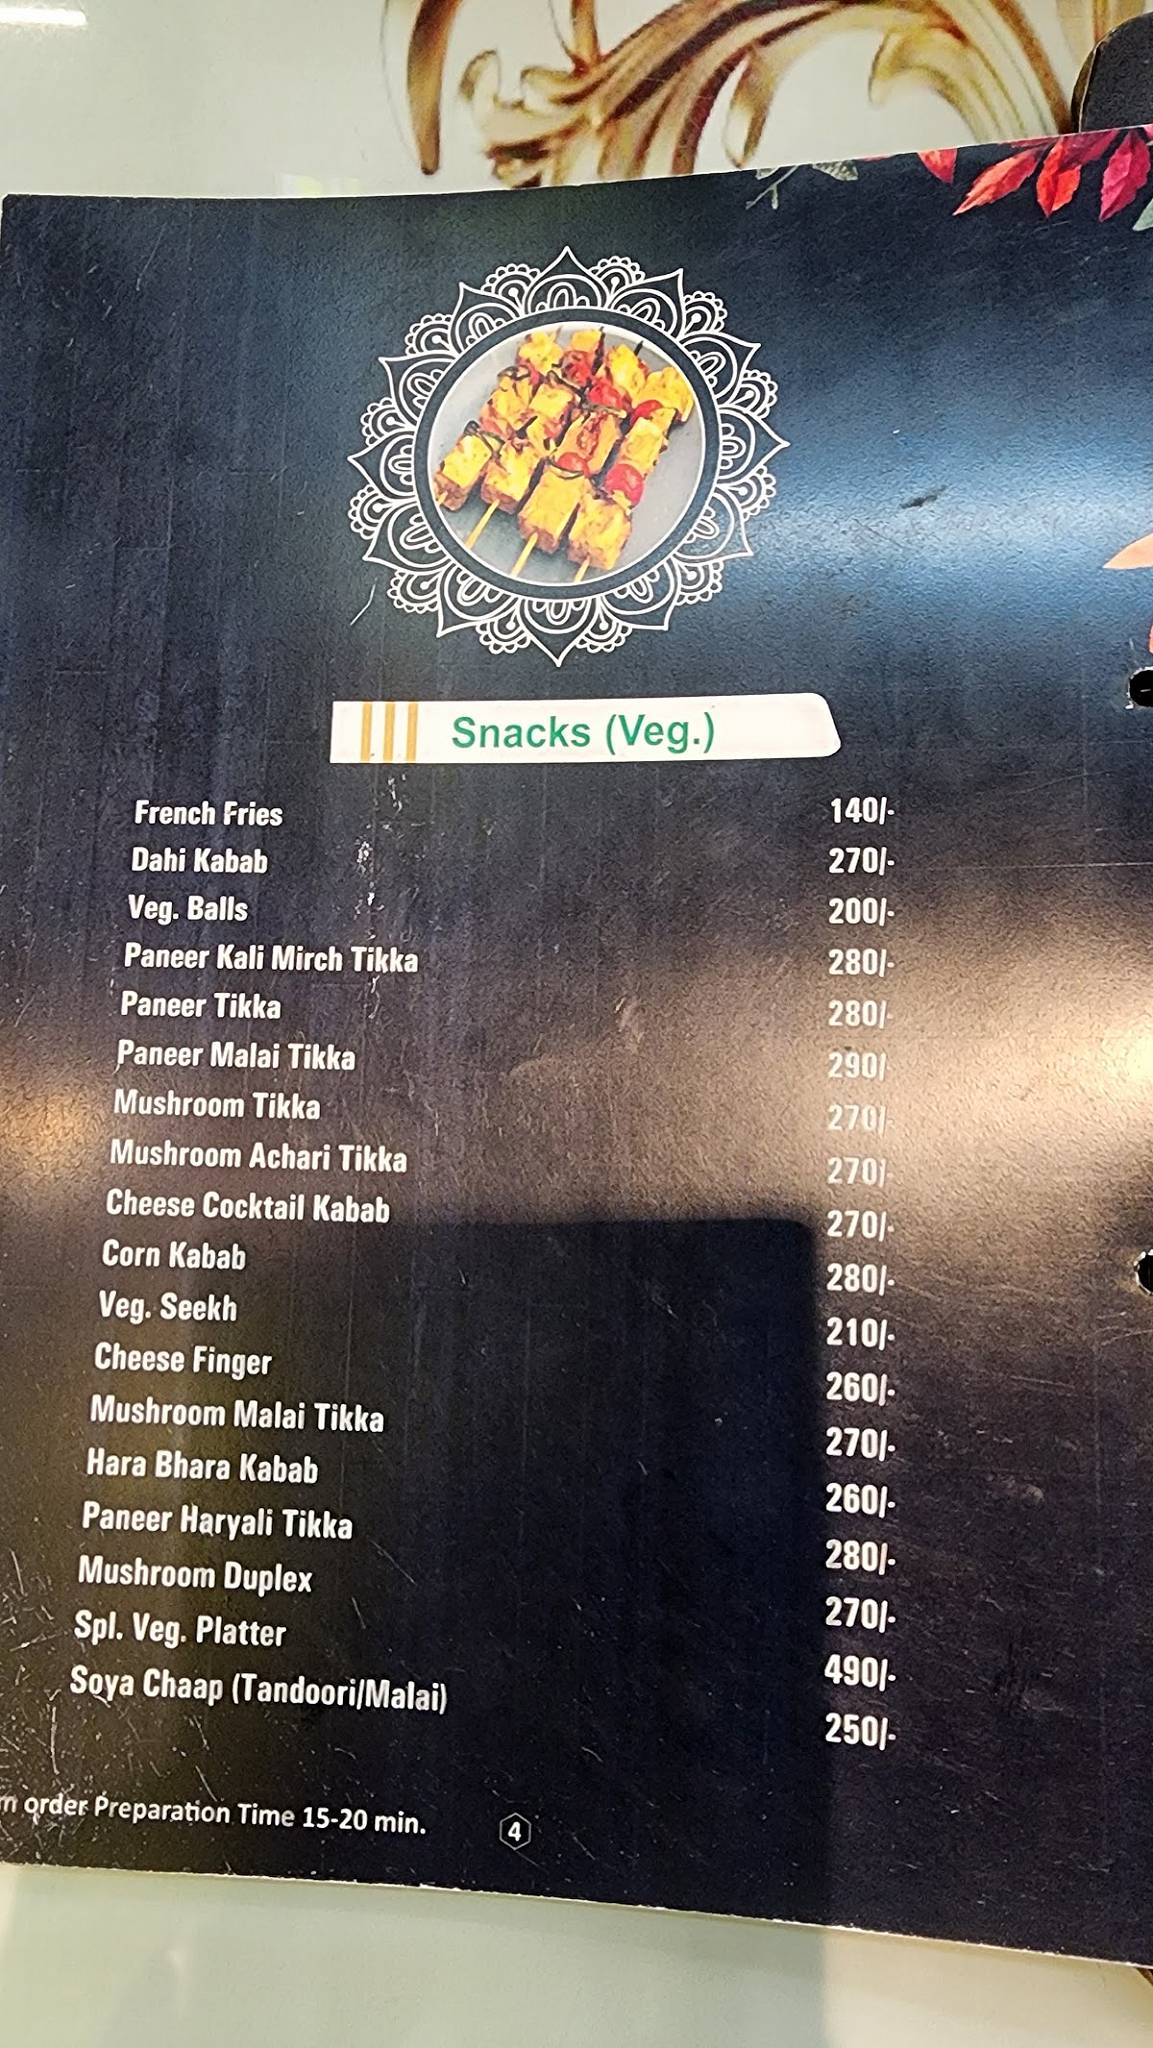 Snacks (Veg.)
French Fries 140/-
Dahi Kabab 270/-
Veg. Balls 200/-
Paneer Kali Mirch Tikka 280/-
Paneer Tikka 280/-
Paneer Malai Tikka 290/
Mushroom Tikka 270/-
Mushroom Achari Tikka 270/-
Cheese Cocktail Kabab 270/-
Corn Kabab 280/-
Veg. Seekh 210/-
Cheese Finger 260/-
Mushroom Malai Tikka 270/-
Hara Bhara Kabab 260/-
Paneer Haryali Tikka 280/-
Mushroom Duplex 270/-
Spl. Veg. Platter 490/-
Soya Chaap (Tandoori/Malai) 250/-
order Preparation Time 15-20 min. 4